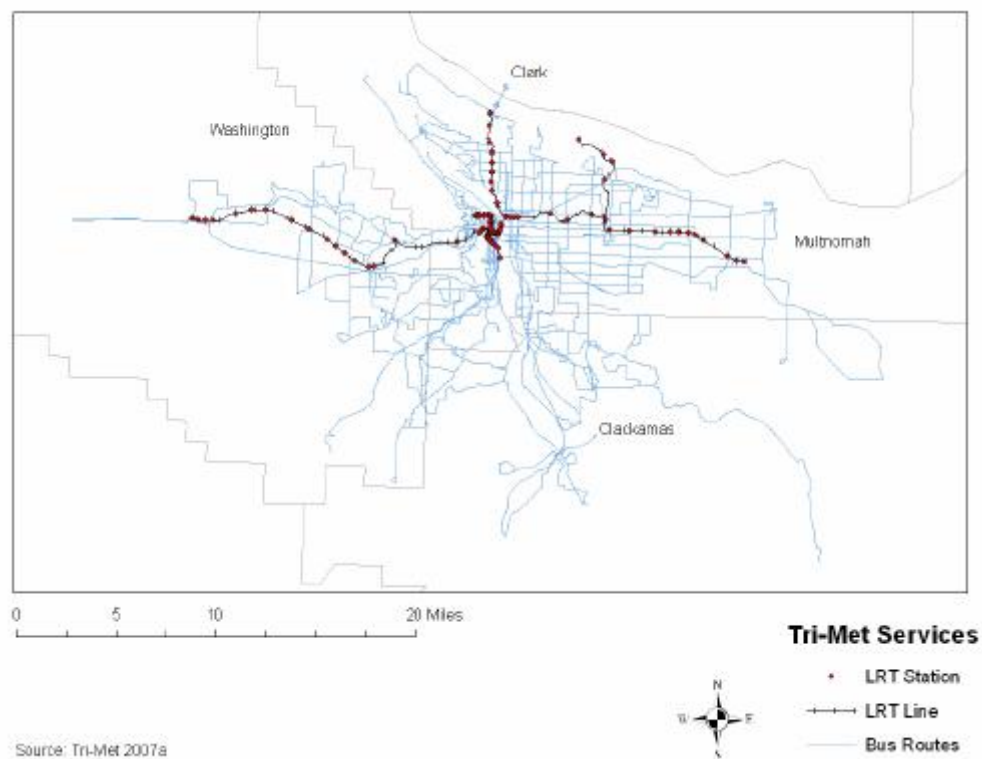 Clark
Washington
Multnomah
Clackamas
0 5 10 20 Miles
Tri-Met Services
LRT Station
LRT Line
Bus Routes
N
W E
S
Source: Tri-Met 2007a